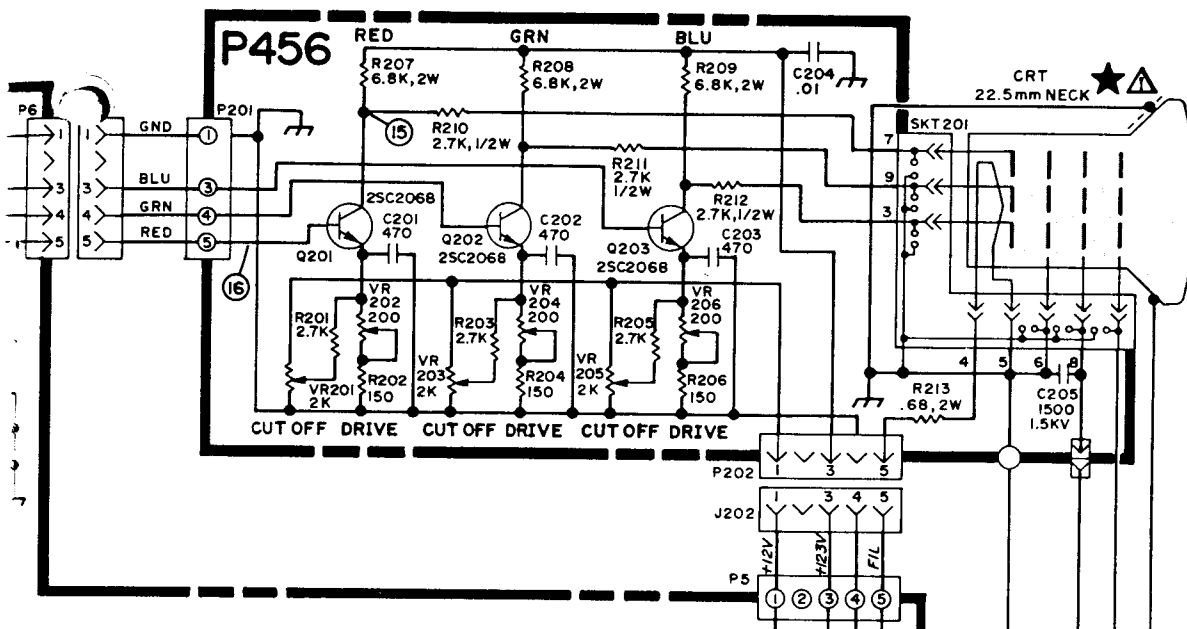 P456
RED
GRN
BLU
R207
6.8K,2W
R208
6.8K,2W
R209
6.8K,2W
C204
.01
CRT
22.5mm NECK
P6
P201
1
1
GND
1
15
R210
2.7K,1/2W
SKT201
7
R211
2.7K
1/2W
9
3
3
BLU
3
R212
2.7K,1/2W
3
4
4
GRN
4
5
5
RED
5
2SC2068
C201
470
C202
470
C203
470
Q201
Q202
2SC2068
Q203
2SC2068
16
VR
202
200
VR
204
200
VR
206
200
R201
2.7K
R203
2.7K
R205
2.7K
VR201
2K
R202
150
VR
203
2K
R204
150
VR
205
2K
R206
150
4
5
6
8
R213
.68,2W
C205
1500
1.5KV
CUT OFF DRIVE
CUT OFF DRIVE
CUT OFF DRIVE
P202
1
3
5
J202
1
3
4
5
+12V
+123V
FIL
P5
1
2
3
4
5